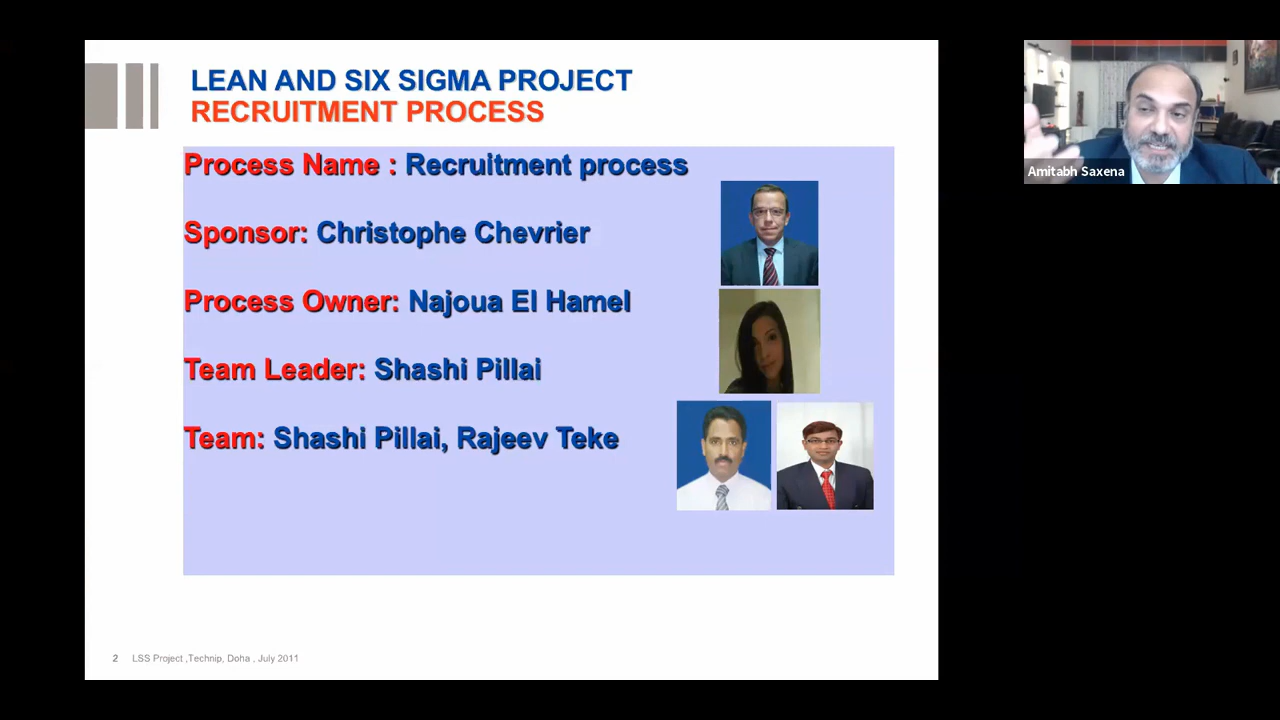 LEAN AND SIX SIGMA PROJECT
RECRUITMENT PROCESS
Process Name : Recruitment process
Sponsor: Christophe Chevrier
Process Owner: Najoua El Hamel
Team Leader: Shashi Pillai
Team: Shashi Pillai, Rajeev Teke
2 LSS Project ,Technip, Doha , July 2011
Amitabh Saxena